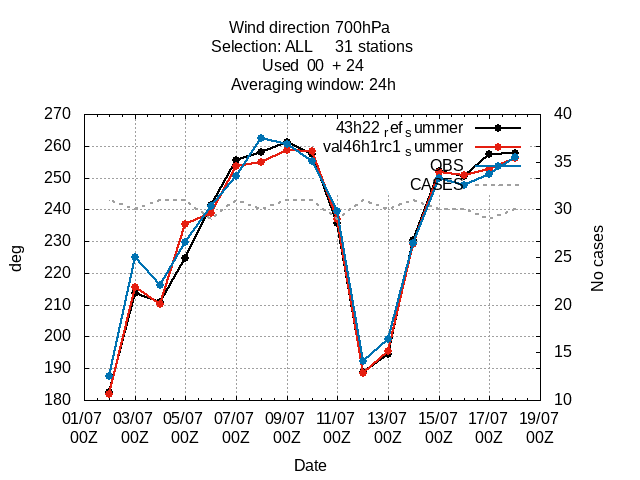 Wind direction 700hPa
Selection: ALL     31 stations
Used  00  + 24
Averaging window: 24h
270 40
43h22refsummer
val46h1rc1summer
OBS
CASES
260
250
240
230
220
210
200
190
180
35
30
25
20
15
10
deg
No cases
01/07 03/07 05/07 07/07 09/07 11/07 13/07 15/07 17/07 19/07
00Z 00Z 00Z 00Z 00Z 00Z 00Z 00Z 00Z 00Z
Date